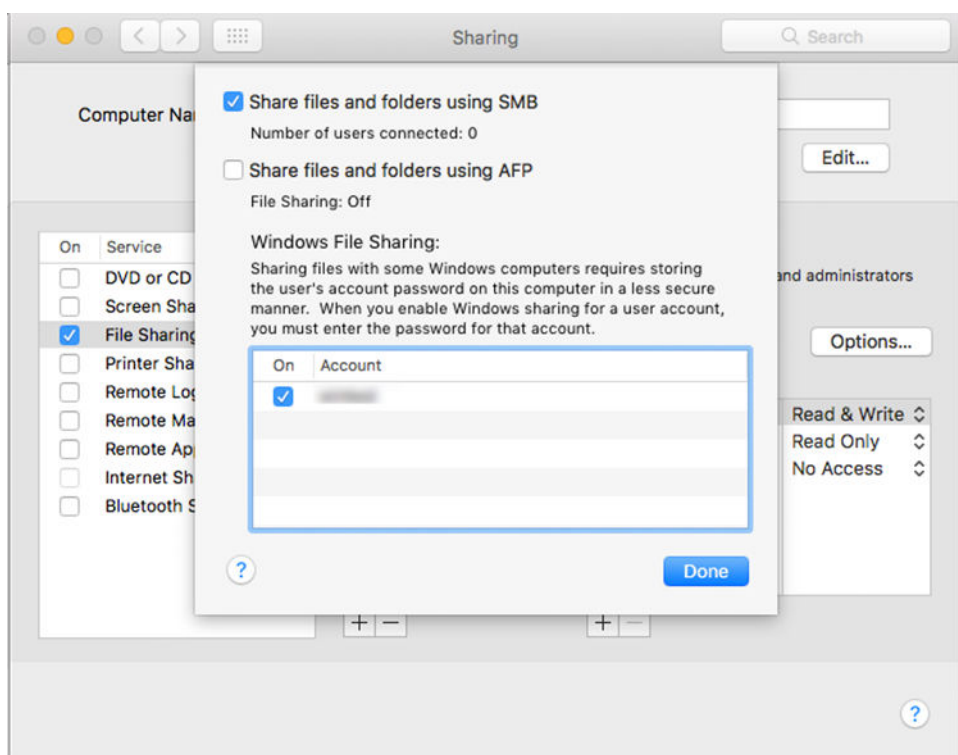 Sharing
Search
Computer Na
Edit...
Share files and folders using SMB
Number of users connected: 0
Share files and folders using AFP
File Sharing: Off
Windows File Sharing:
Sharing files with some Windows computers requires storing
the user's account password on this computer in a less secure
manner. When you enable Windows sharing for a user account,
you must enter the password for that account.
On Account
On Service
DVD or CD
Screen Sha
File Sharing
Printer Sha
Remote Log
Remote Ma
Remote Ap
Internet Sh
Bluetooth S
and administrators
Options...
Read & Write
Read Only
No Access
?
Done
+ −
+ −
?